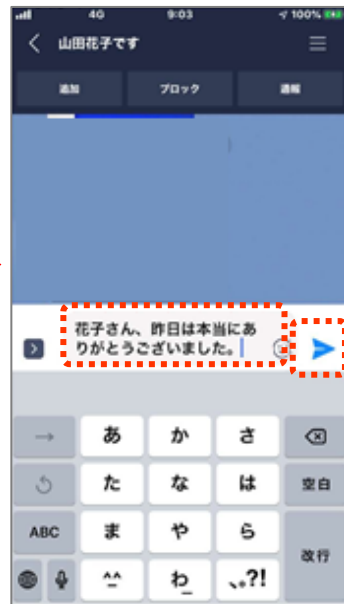 4G 9:03 100%
山田花子です
追加 ブロック 通報
花子さん、昨日は本当にあ
りがとうございました。
→ あ か さ
た な は 空白
ABC ま や ら
改行
^^ わ_ 、。?!